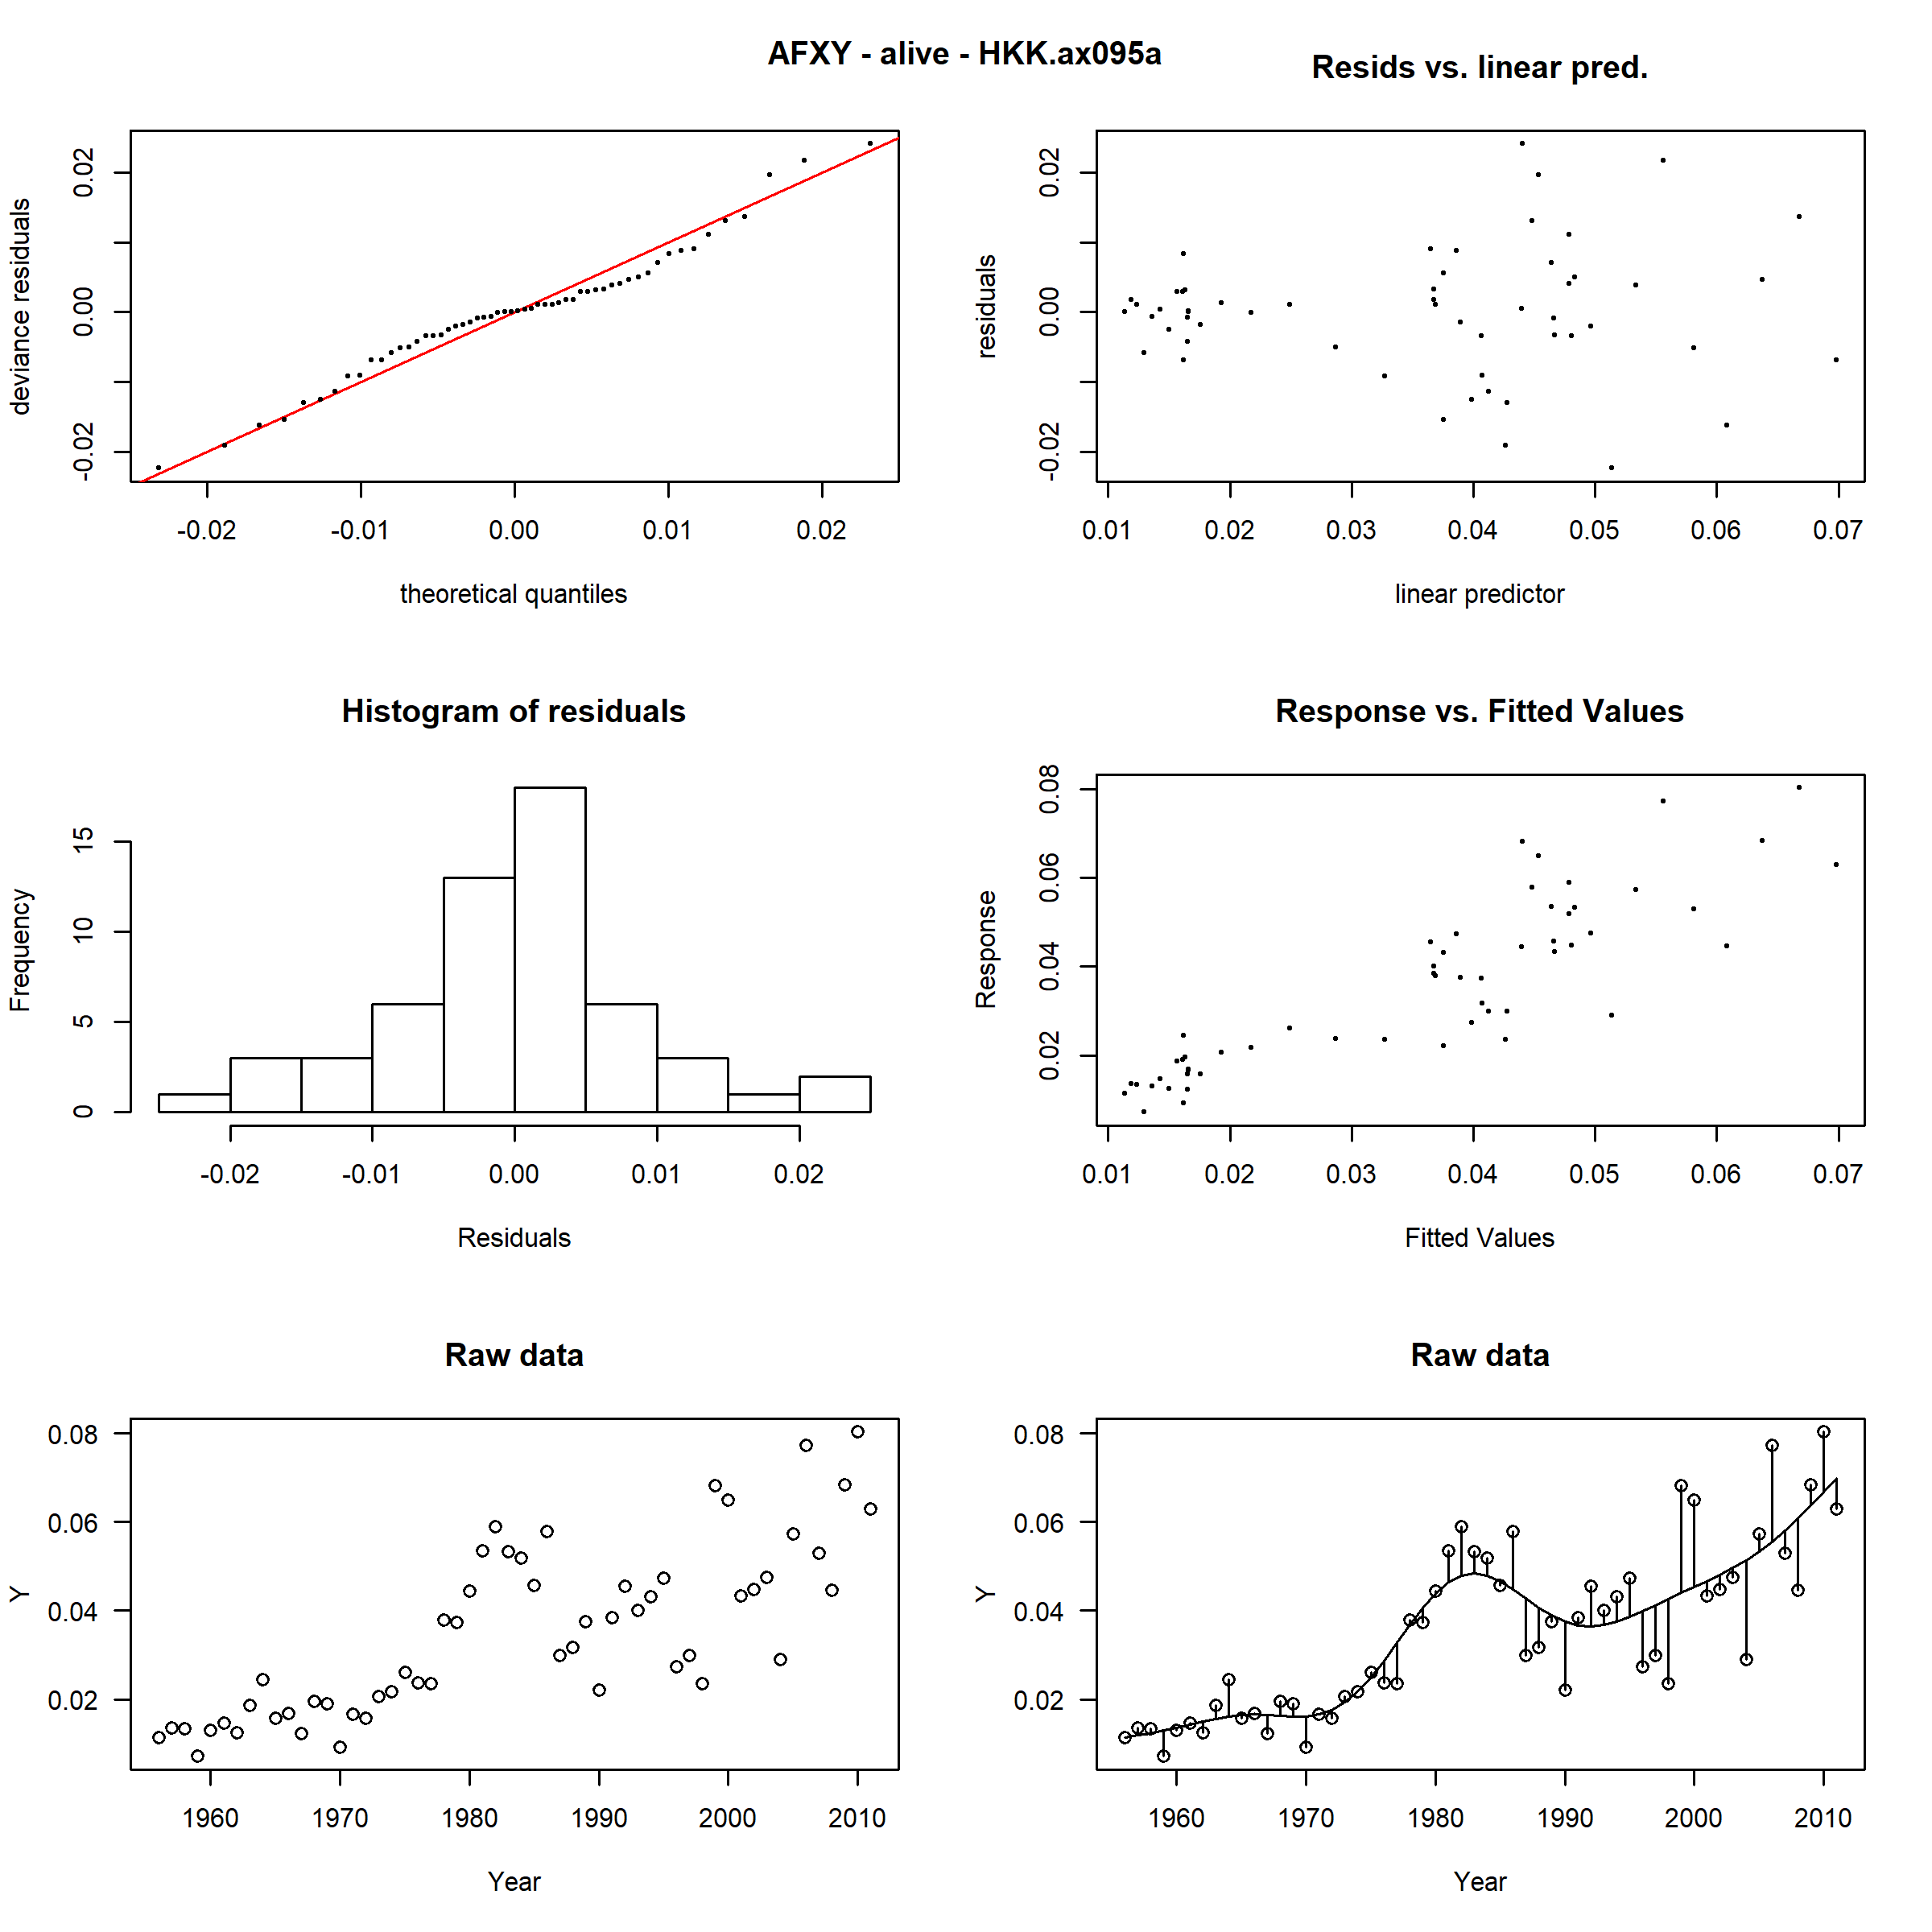 AFXY - alive - HKK.ax095a
Resids vs. linear pred.
deviance residuals
-0.02 0.00 0.02
-0.02 -0.01 0.00 0.01 0.02
theoretical quantiles
residuals
-0.02 0.00 0.02
0.01 0.02 0.03 0.04 0.05 0.06 0.07
linear predictor
Histogram of residuals
Frequency
0 5 10 15
-0.02 -0.01 0.00 0.01 0.02
Residuals
Response vs. Fitted Values
Response
0.02 0.04 0.06 0.08
0.01 0.02 0.03 0.04 0.05 0.06 0.07
Fitted Values
Raw data
Y
0.08
0.06
0.04
0.02
1960 1970 1980 1990 2000 2010
Year
Raw data
Y
0.08
0.06
0.04
0.02
1960 1970 1980 1990 2000 2010
Year